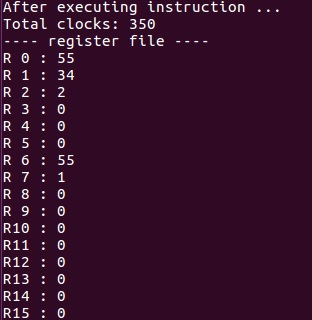 After executing instruction ...
Total clocks: 350
---- register file ----
R 0 : 55
R 1 : 34
R 2 : 2
R 3 : 0
R 4 : 0
R 5 : 0
R 6 : 55
R 7 : 1
R 8 : 0
R 9 : 0
R10 : 0
R11 : 0
R12 : 0
R13 : 0
R14 : 0
R15 : 0